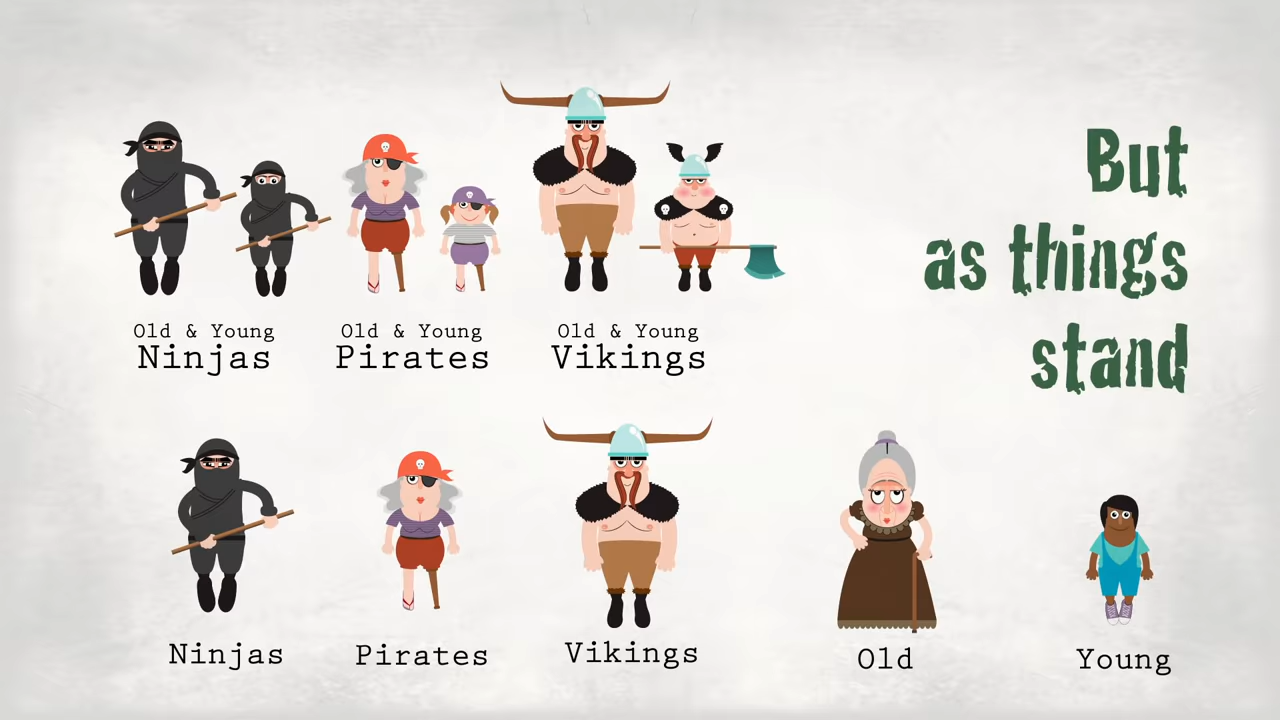 But
as things
stand
Old & Young
Ninjas
Old & Young
Pirates
Old & Young
Vikings
Ninjas
Pirates
Vikings
Old
Young